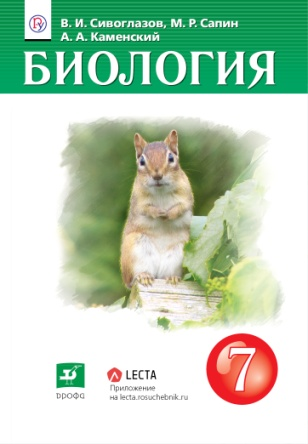 В. И. Сивоглазов, М. Р. Сапин
А. А. Каменский
БИОЛОГИЯ
7
ДРОФА
LECTA
Приложение
на lecta.rosuchebnik.ru